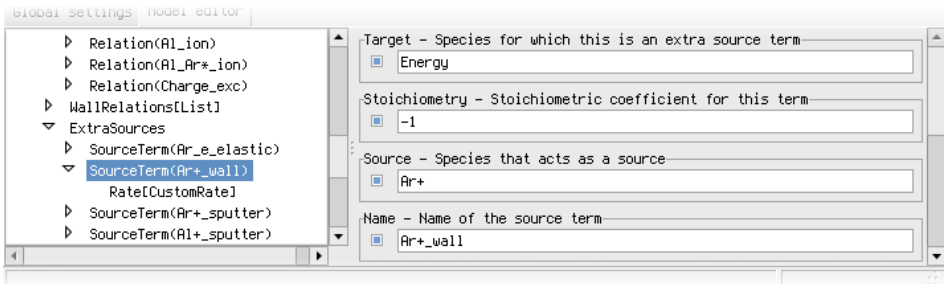 Global settings Model editor
Relation(Al_ion)
Relation(Al_Ar*_ion)
Relation(Charge_exc)
WallRelations[List]
ExtraSources
SourceTerm(Ar_e_elastic)
SourceTerm(Ar+_wall)
Rate[CustomRate]
SourceTerm(Ar+_sputter)
SourceTerm(Al+_sputter)
Target - Species for which this is an extra source term
Energy
Stoichiometry - Stoichiometric coefficient for this term
-1
Source - Species that acts as a source
Ar+
Name - Name of the source term
Ar+_wall